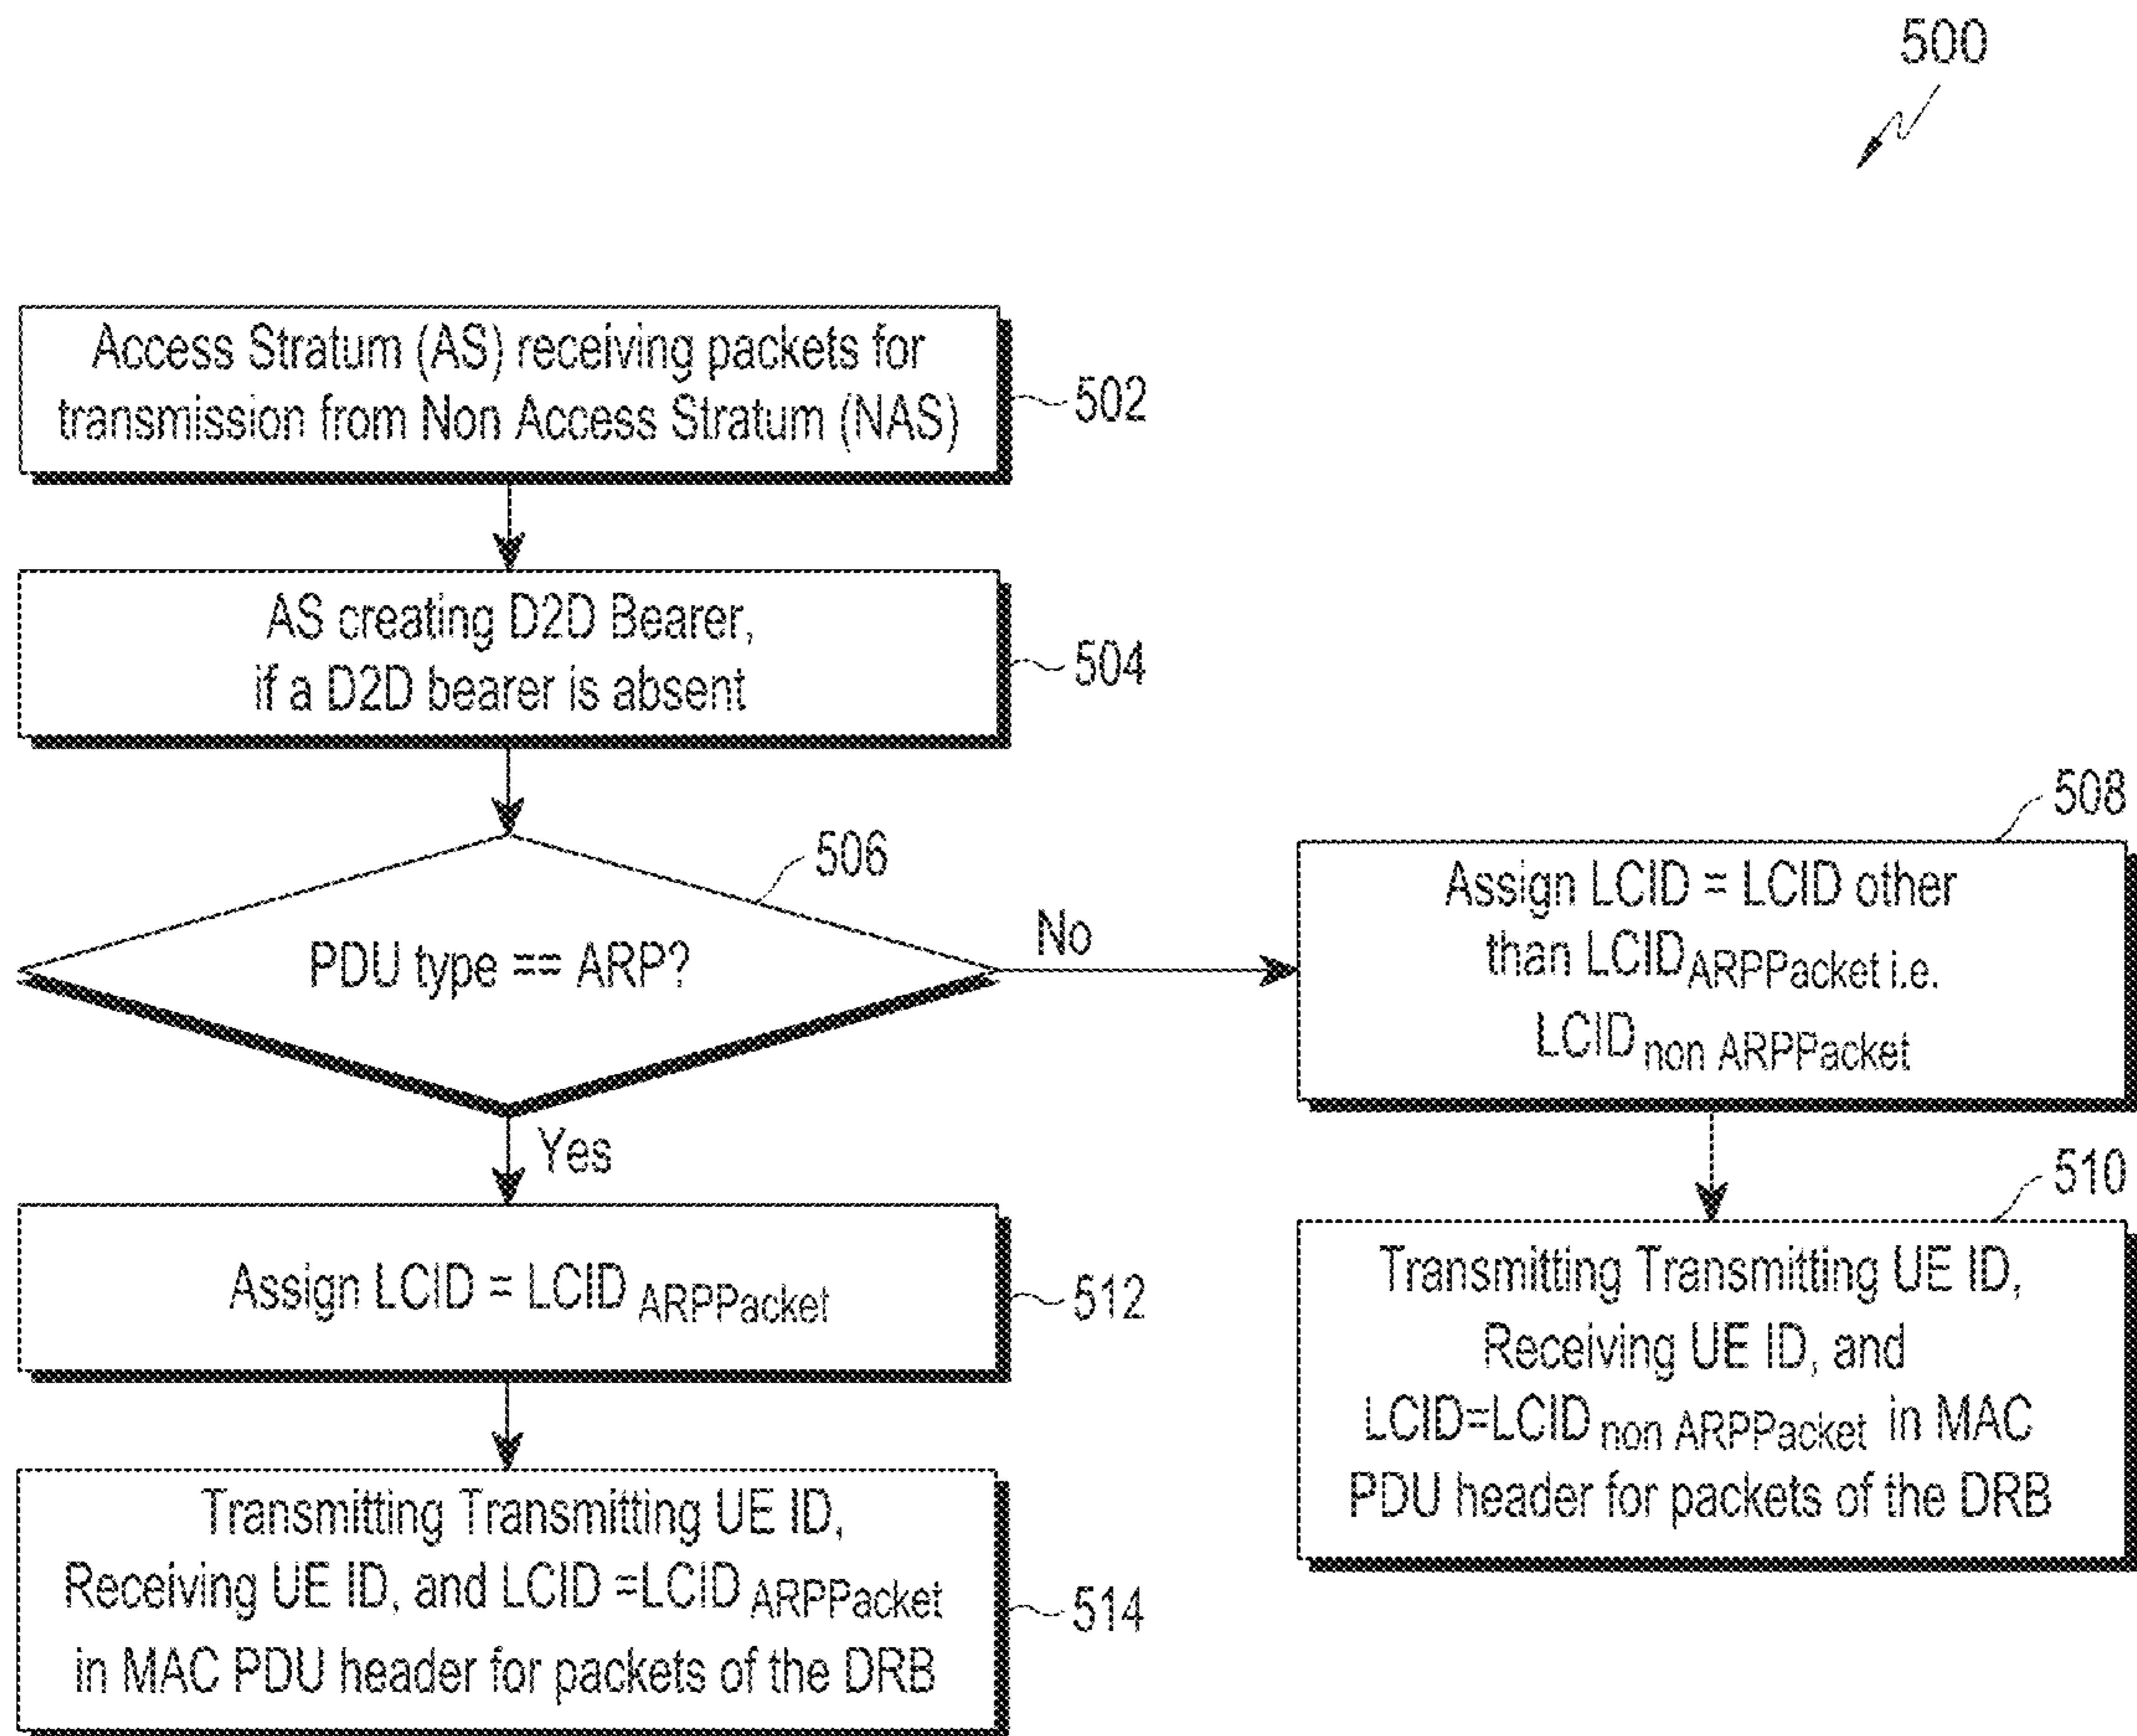 500
Access Stratum (AS) receiving packets for
transmission from Non Access Stratum (NAS)
502
AS creating D2D Bearer,
if a D2D bearer is absent
504
506
PDU type == ARP?
No
Yes
508
Assign LCID = LCID other
than LCID ARPPacket i.e.
LCID non ARPPacket
510
Transmitting Transmitting UE ID,
Receiving UE ID, and
LCID=LCID non ARPPacket in MAC
PDU header for packets of the DRB
Assign LCID = LCID ARPPacket
512
Transmitting Transmitting UE ID,
Receiving UE ID, and LCID =LCID ARPPacket
in MAC PDU header for packets of the DRB
514